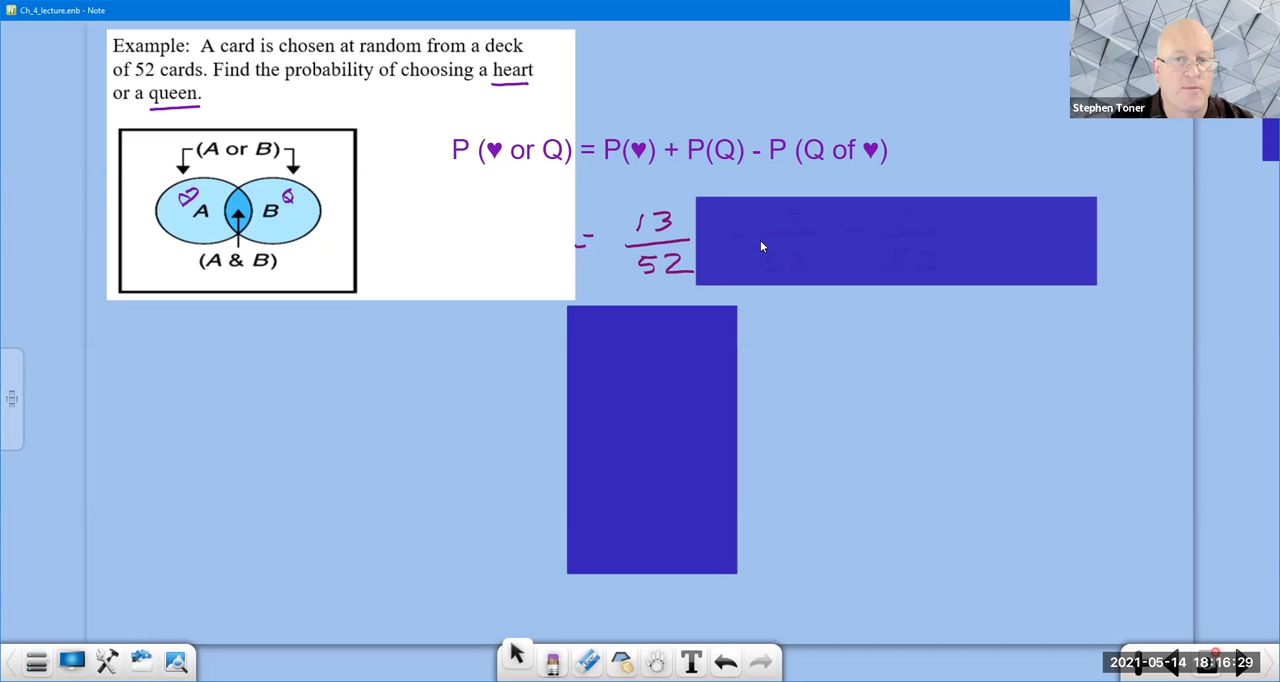 Ch_4_lecture.enb - Note
Example: A card is chosen at random from a deck
of 52 cards. Find the probability of choosing a heart
or a queen.
Stephen Toner
P (♥ or Q) = P(♥) + P(Q) - P (Q of ♥)
(A or B)
♡ A B Q
(A & B)
= 13/52
T
2021-05-14 18:16:29